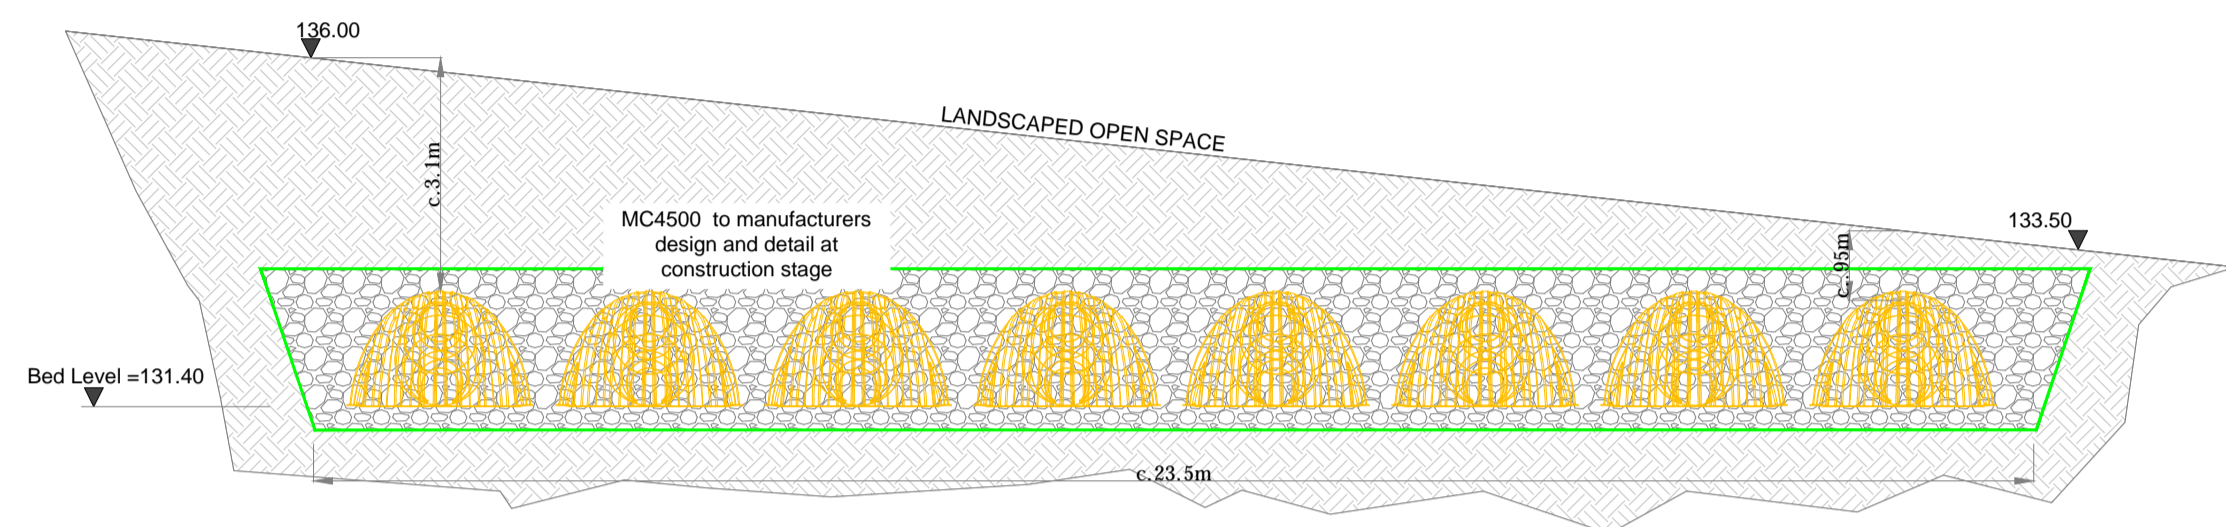 136.00
LANDSCAPED OPEN SPACE
c.3.1m
MC4500 to manufacturers
design and detail at
construction stage
133.50
c..95m
Bed Level =131.40
c.23.5m